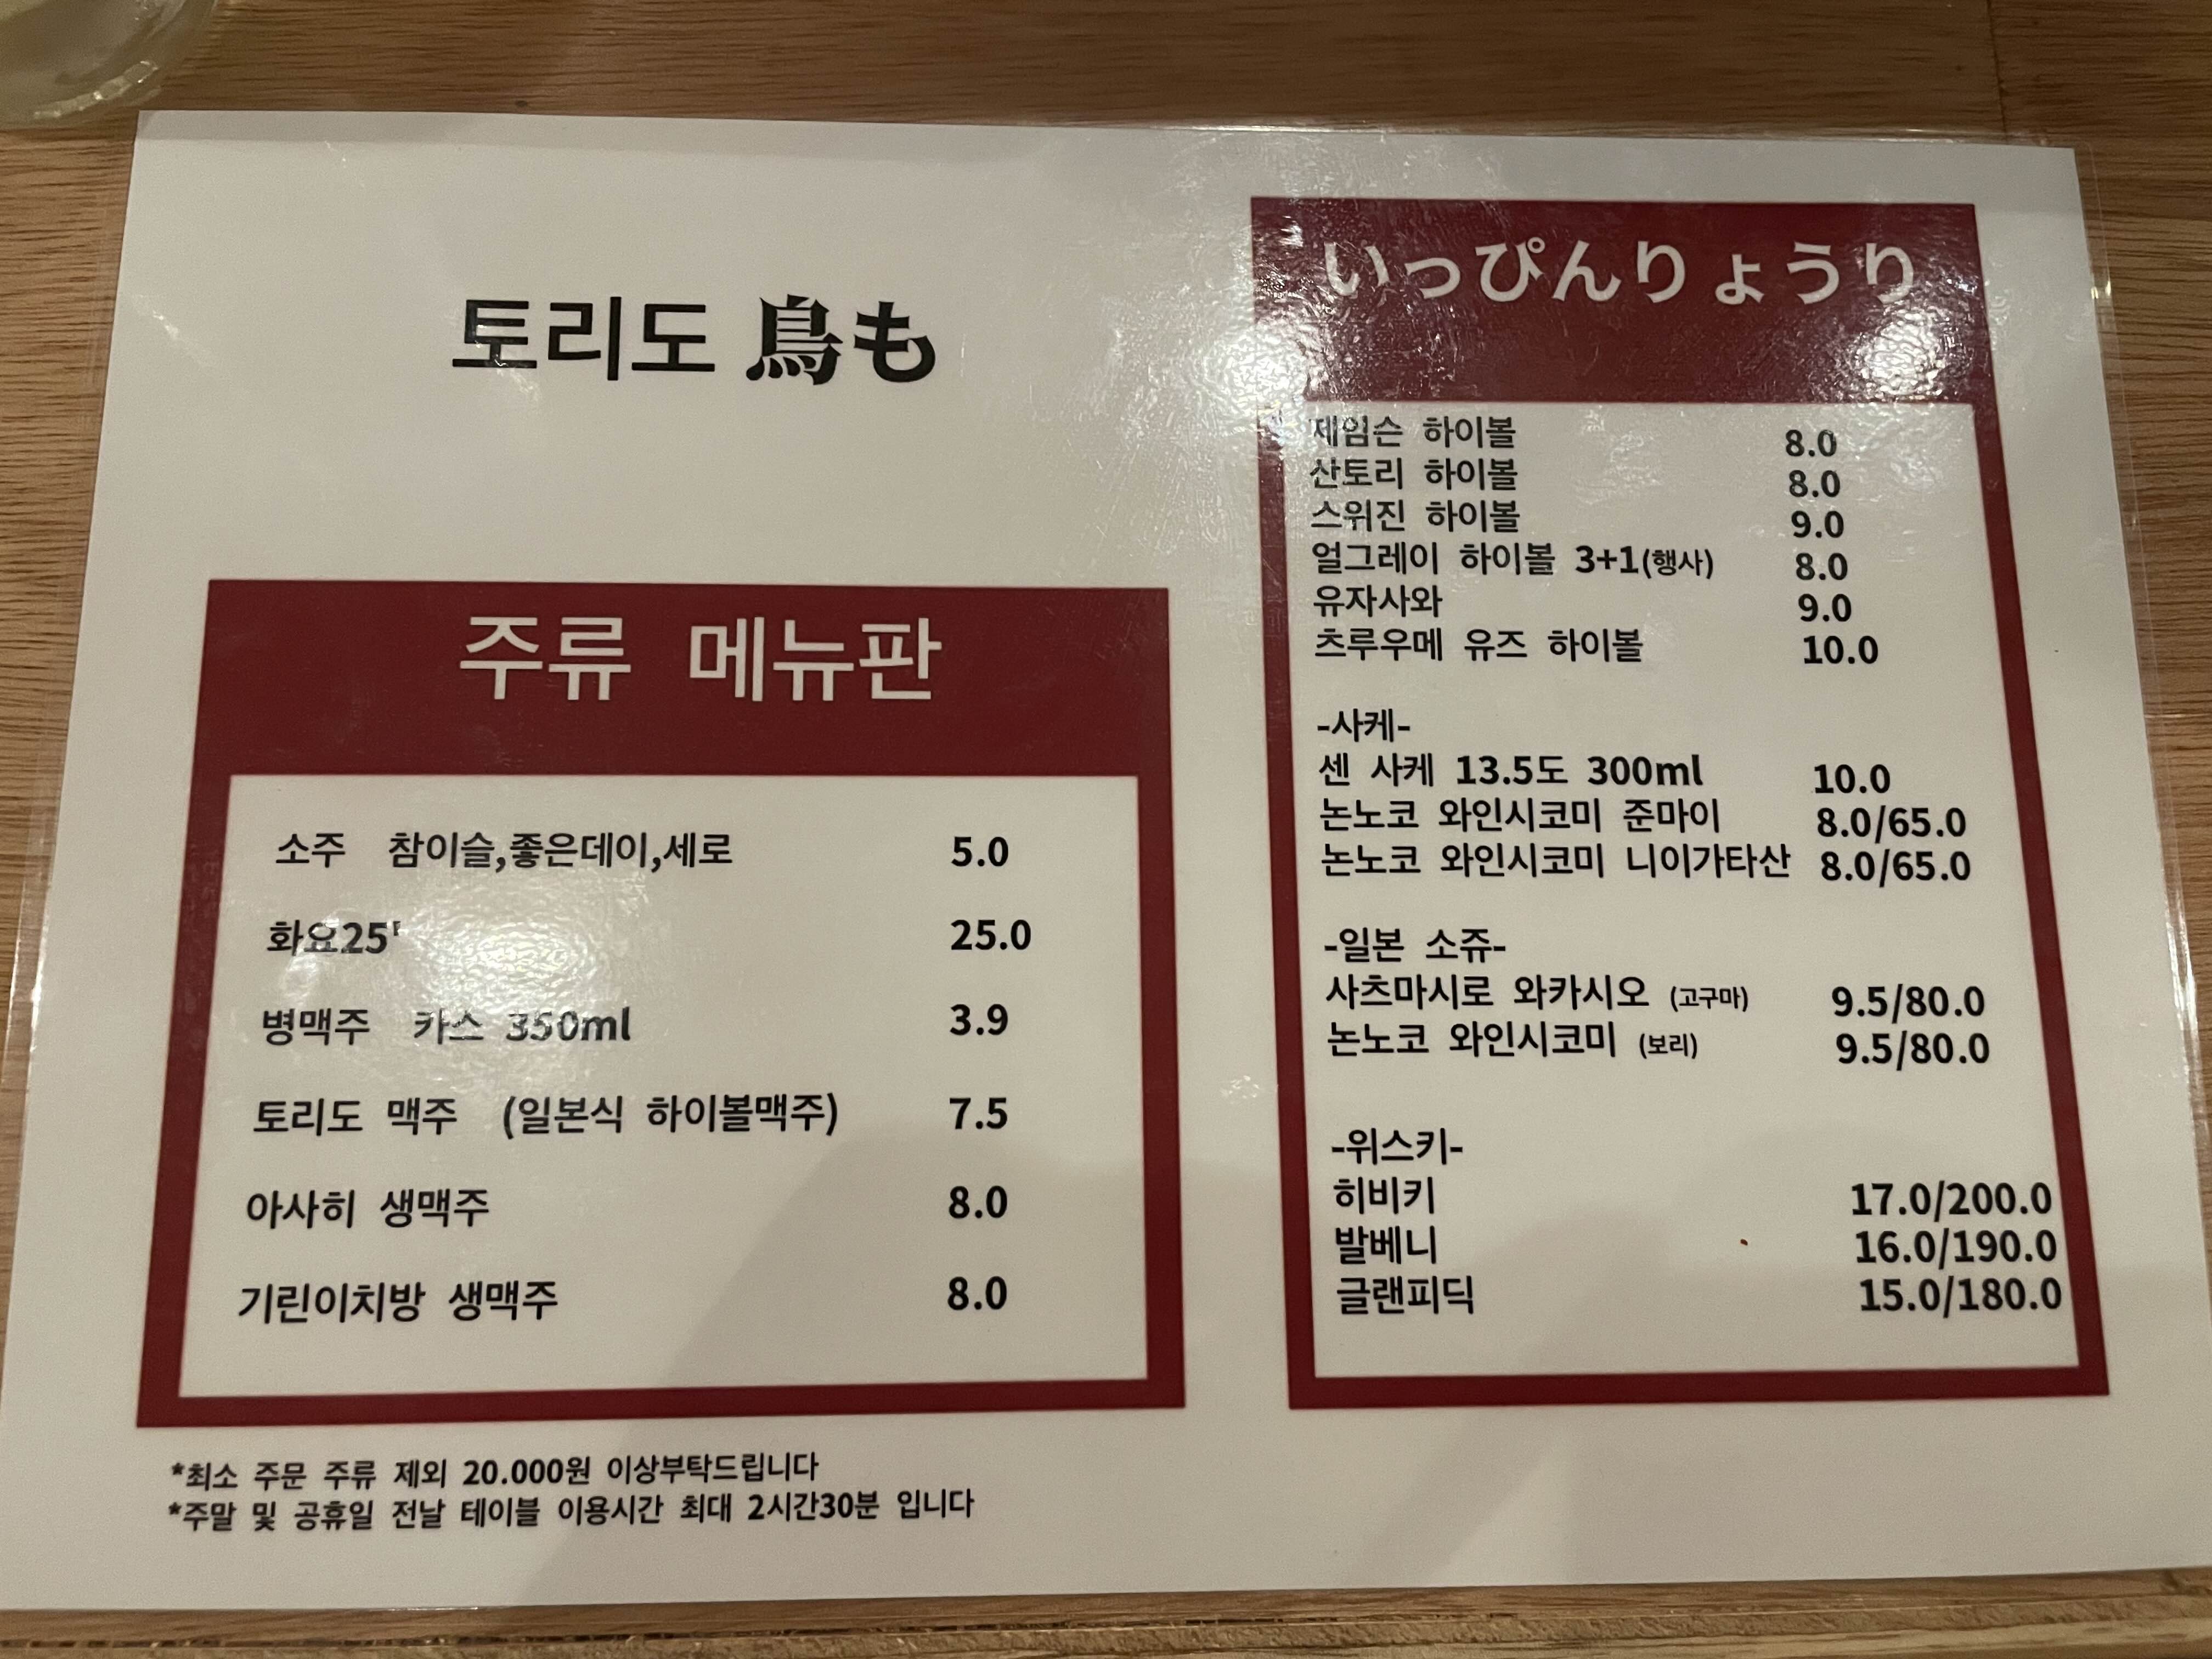 토리도 鳥も
주류 메뉴판
소주 참이슬,좋은데이,세로 5.0
화요25 25.0
병맥주 카스 350ml 3.9
토리도 맥주 (일본식 하이볼맥주) 7.5
아사히 생맥주 8.0
기린이치방 생맥주 8.0
*최소 주문 주류 제외 20.000원 이상부탁드립니다
*주말 및 공휴일 전날 테이블 이용시간 최대 2시간30분 입니다
いっぴんりょうり
제임슨 하이볼 8.0
산토리 하이볼 8.0
스위진 하이볼 9.0
얼그레이 하이볼 3+1(행사) 8.0
유자사와 9.0
츠루우메 유즈 하이볼 10.0
-사케-
센 사케 13.5도 300ml 10.0
논노코 와인시코미 준마이 8.0/65.0
논노코 와인시코미 니이가타산 8.0/65.0
-일본 소쥬-
사츠마시로 와카시오 (고구마) 9.5/80.0
논노코 와인시코미 (보리) 9.5/80.0
-위스키-
히비키 17.0/200.0
발베니 16.0/190.0
글랜피딕 15.0/180.0